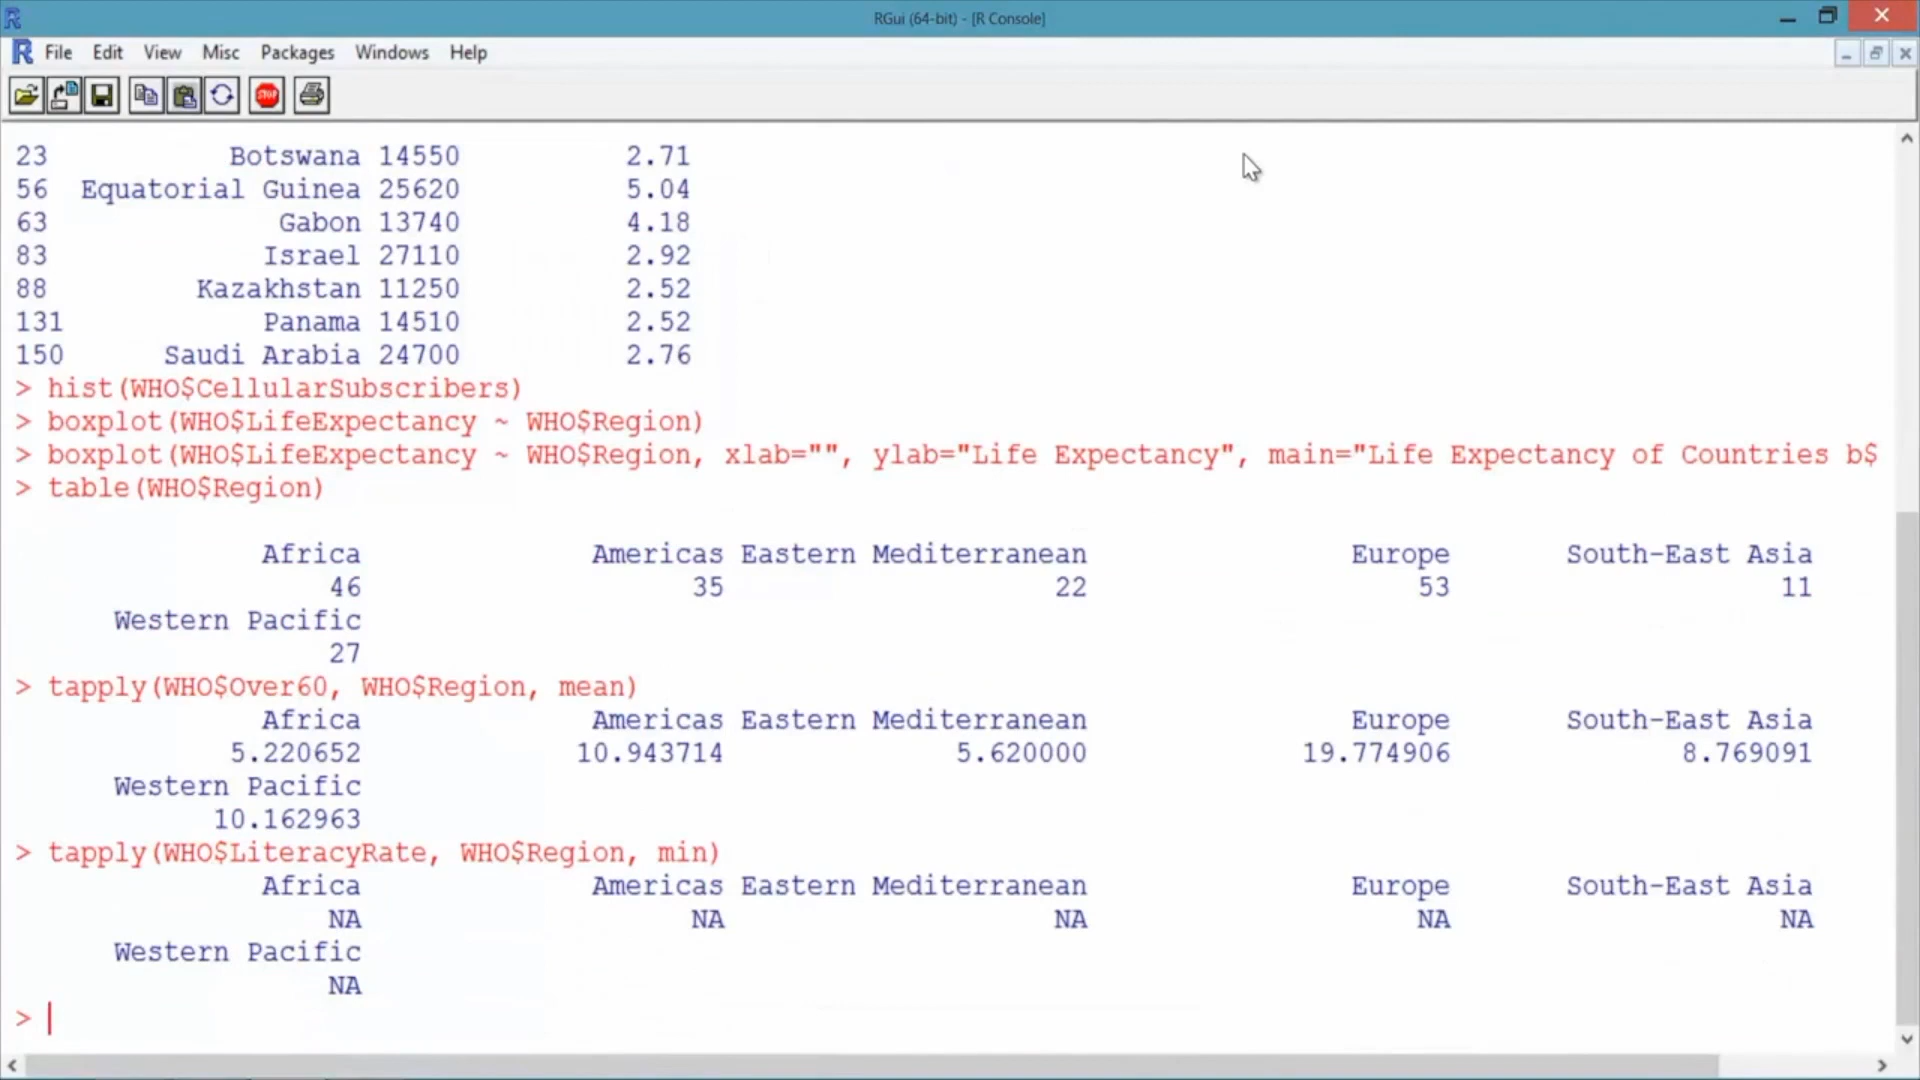 RGui (64-bit) - [R Console]
File Edit View Misc Packages Windows Help
STOP
23 Botswana 14550 2.71
56 Equatorial Guinea 25620 5.04
63 Gabon 13740 4.18
83 Israel 27110 2.92
88 Kazakhstan 11250 2.52
131 Panama 14510 2.52
150 Saudi Arabia 24700 2.76
> hist(WHO$CellularSubscribers)
> boxplot(WHO$LifeExpectancy ~ WHO$Region)
> boxplot(WHO$LifeExpectancy ~ WHO$Region, xlab="", ylab="Life Expectancy", main="Life Expectancy of Countries b$
> table(WHO$Region)
Africa Americas Eastern Mediterranean Europe South-East Asia
46 35 22 53 11
Western Pacific
27
> tapply(WHO$Over60, WHO$Region, mean)
Africa Americas Eastern Mediterranean Europe South-East Asia
5.220652 10.943714 5.620000 19.774906 8.769091
Western Pacific
10.162963
> tapply(WHO$LiteracyRate, WHO$Region, min)
Africa Americas Eastern Mediterranean Europe South-East Asia
NA NA NA NA NA
Western Pacific
NA
>